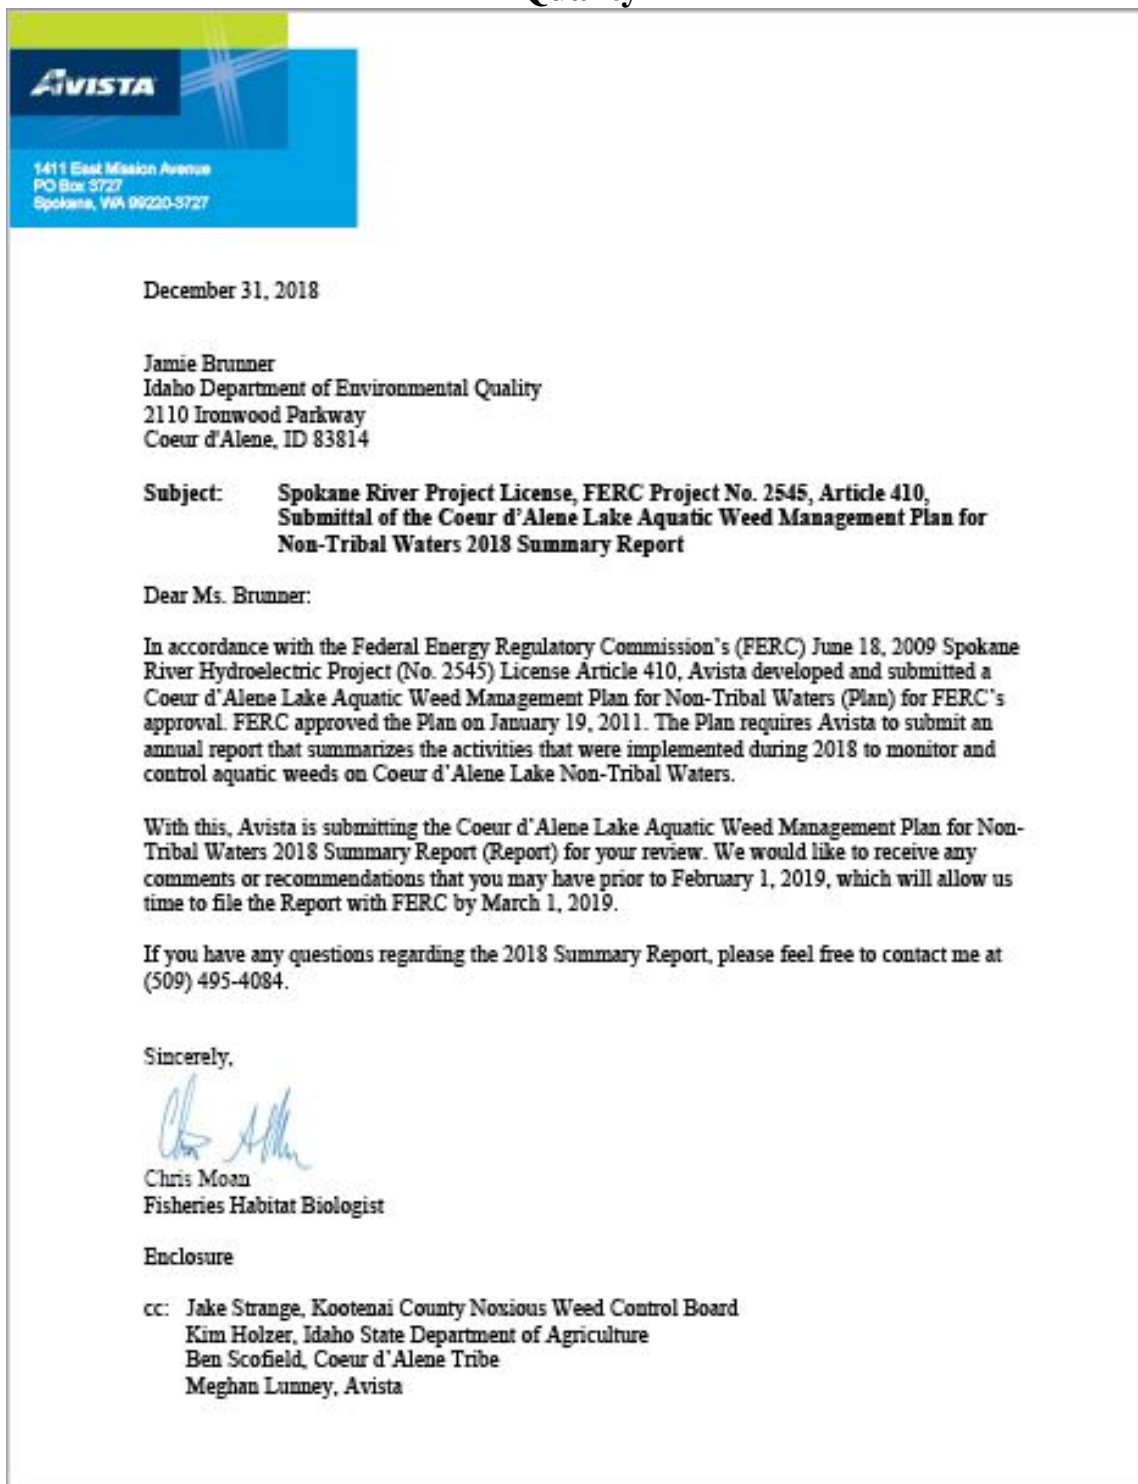 Quality
AVISTA
1411 East Mission Avenue
PO Box 3727
Spokane, WA 99220-3727
December 31, 2018
Jamie Brunner
Idaho Department of Environmental Quality
2110 Ironwood Parkway
Coeur d'Alene, ID 83814
Subject: Spokane River Project License, FERC Project No. 2545, Article 410,
Submittal of the Coeur d’Alene Lake Aquatic Weed Management Plan for
Non-Tribal Waters 2018 Summary Report
Dear Ms. Brunner:
In accordance with the Federal Energy Regulatory Commission’s (FERC) June 18, 2009 Spokane
River Hydroelectric Project (No. 2545) License Article 410, Avista developed and submitted a
Coeur d’Alene Lake Aquatic Weed Management Plan for Non-Tribal Waters (Plan) for FERC’s
approval. FERC approved the Plan on January 19, 2011. The Plan requires Avista to submit an
annual report that summarizes the activities that were implemented during 2018 to monitor and
control aquatic weeds on Coeur d’Alene Lake Non-Tribal Waters.
With this, Avista is submitting the Coeur d’Alene Lake Aquatic Weed Management Plan for Non-
Tribal Waters 2018 Summary Report (Report) for your review. We would like to receive any
comments or recommendations that you may have prior to February 1, 2019, which will allow us
time to file the Report with FERC by March 1, 2019.
If you have any questions regarding the 2018 Summary Report, please feel free to contact me at
(509) 495-4084.
Sincerely,
Chris Moan
Fisheries Habitat Biologist
Enclosure
cc: Jake Strange, Kootenai County Noxious Weed Control Board
Kim Holzer, Idaho State Department of Agriculture
Ben Scofield, Coeur d’Alene Tribe
Meghan Lunney, Avista